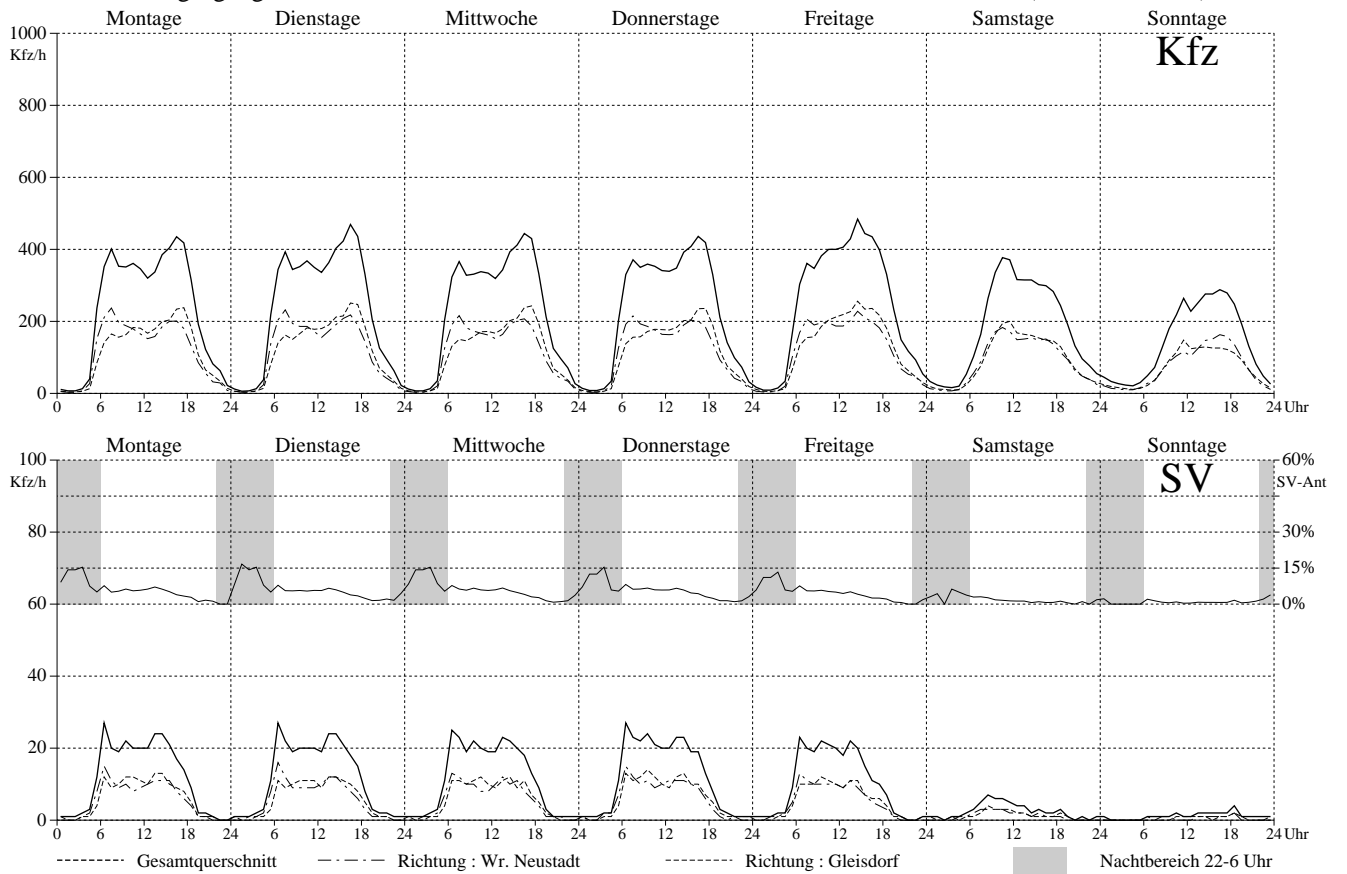 Montage Dienstage Mittwoche Donnerstage Freitage Samstage Sonntage
1000
Kfz/h
Kfz
800
600
400
200
0
0 6 12 18 24 6 12 18 24 6 12 18 24 6 12 18 24 6 12 18 24 6 12 18 24 6 12 18 24 Uhr
Montage Dienstage Mittwoche Donnerstage Freitage Samstage Sonntage
100 60%
Kfz/h SV SV-Ant
80 30%
15%
60 0%
40
20
0
0 6 12 18 24 6 12 18 24 6 12 18 24 6 12 18 24 6 12 18 24 6 12 18 24 6 12 18 24 Uhr
Gesamtquerschnitt Richtung : Wr. Neustadt Richtung : Gleisdorf Nachtbereich 22-6 Uhr